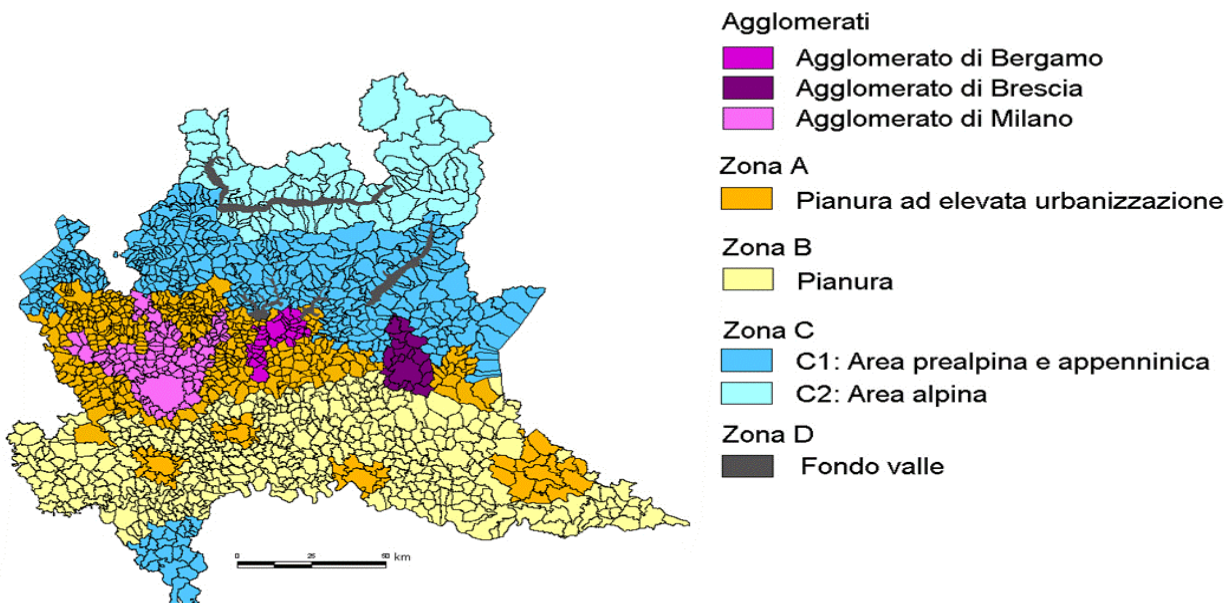 Agglomerati
Agglomerato di Bergamo
Agglomerato di Brescia
Agglomerato di Milano
Zona A
Pianura ad elevata urbanizzazione
Zona B
Pianura
Zona C
C1: Area prealpina e appenninica
C2: Area alpina
Zona D
Fondo valle
0 25 50 km